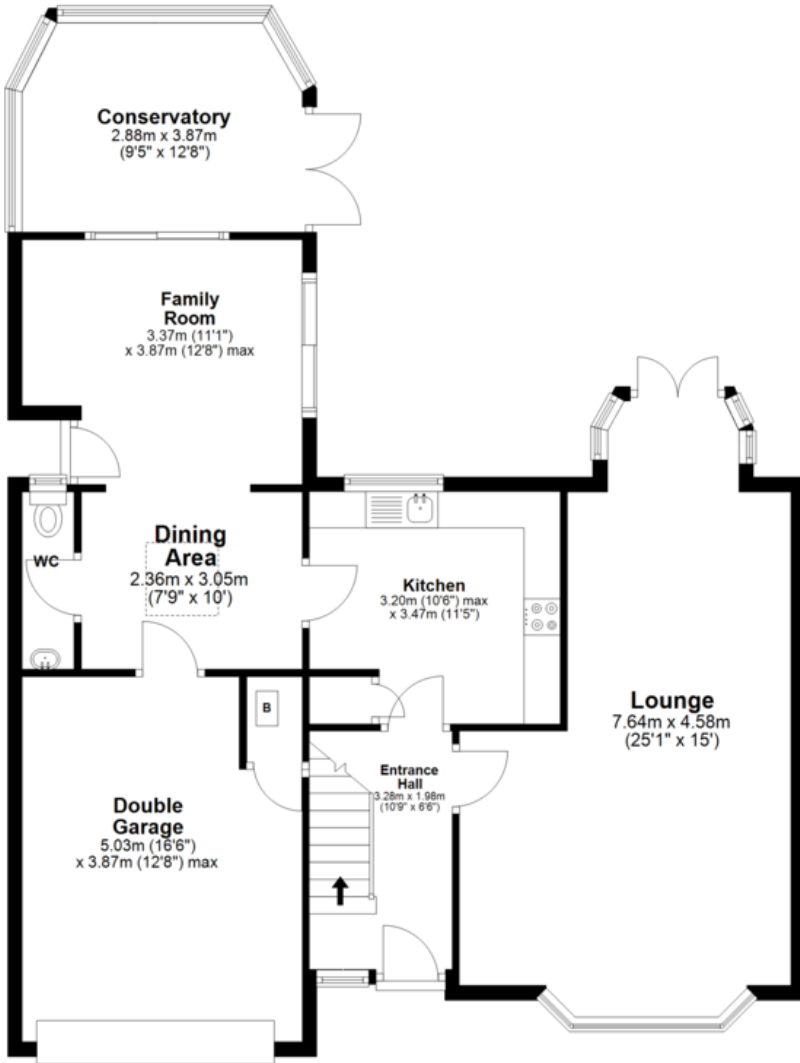 Conservatory
2.88m x 3.87m
(9'5" x 12'8")
Family
Room
3.37m (11'1")
x 3.87m (12'8") max
WC
Dining
Area
2.36m x 3.05m
(7'9" x 10')
Kitchen
3.20m (10'6") max
x 3.47m (11'5")
Lounge
7.64m x 4.58m
(25'1" x 15')
B
Entrance
Hall
3.28m x 1.98m
(10'9" x 6'6")
Double
Garage
5.03m (16'6")
x 3.87m (12'8") max